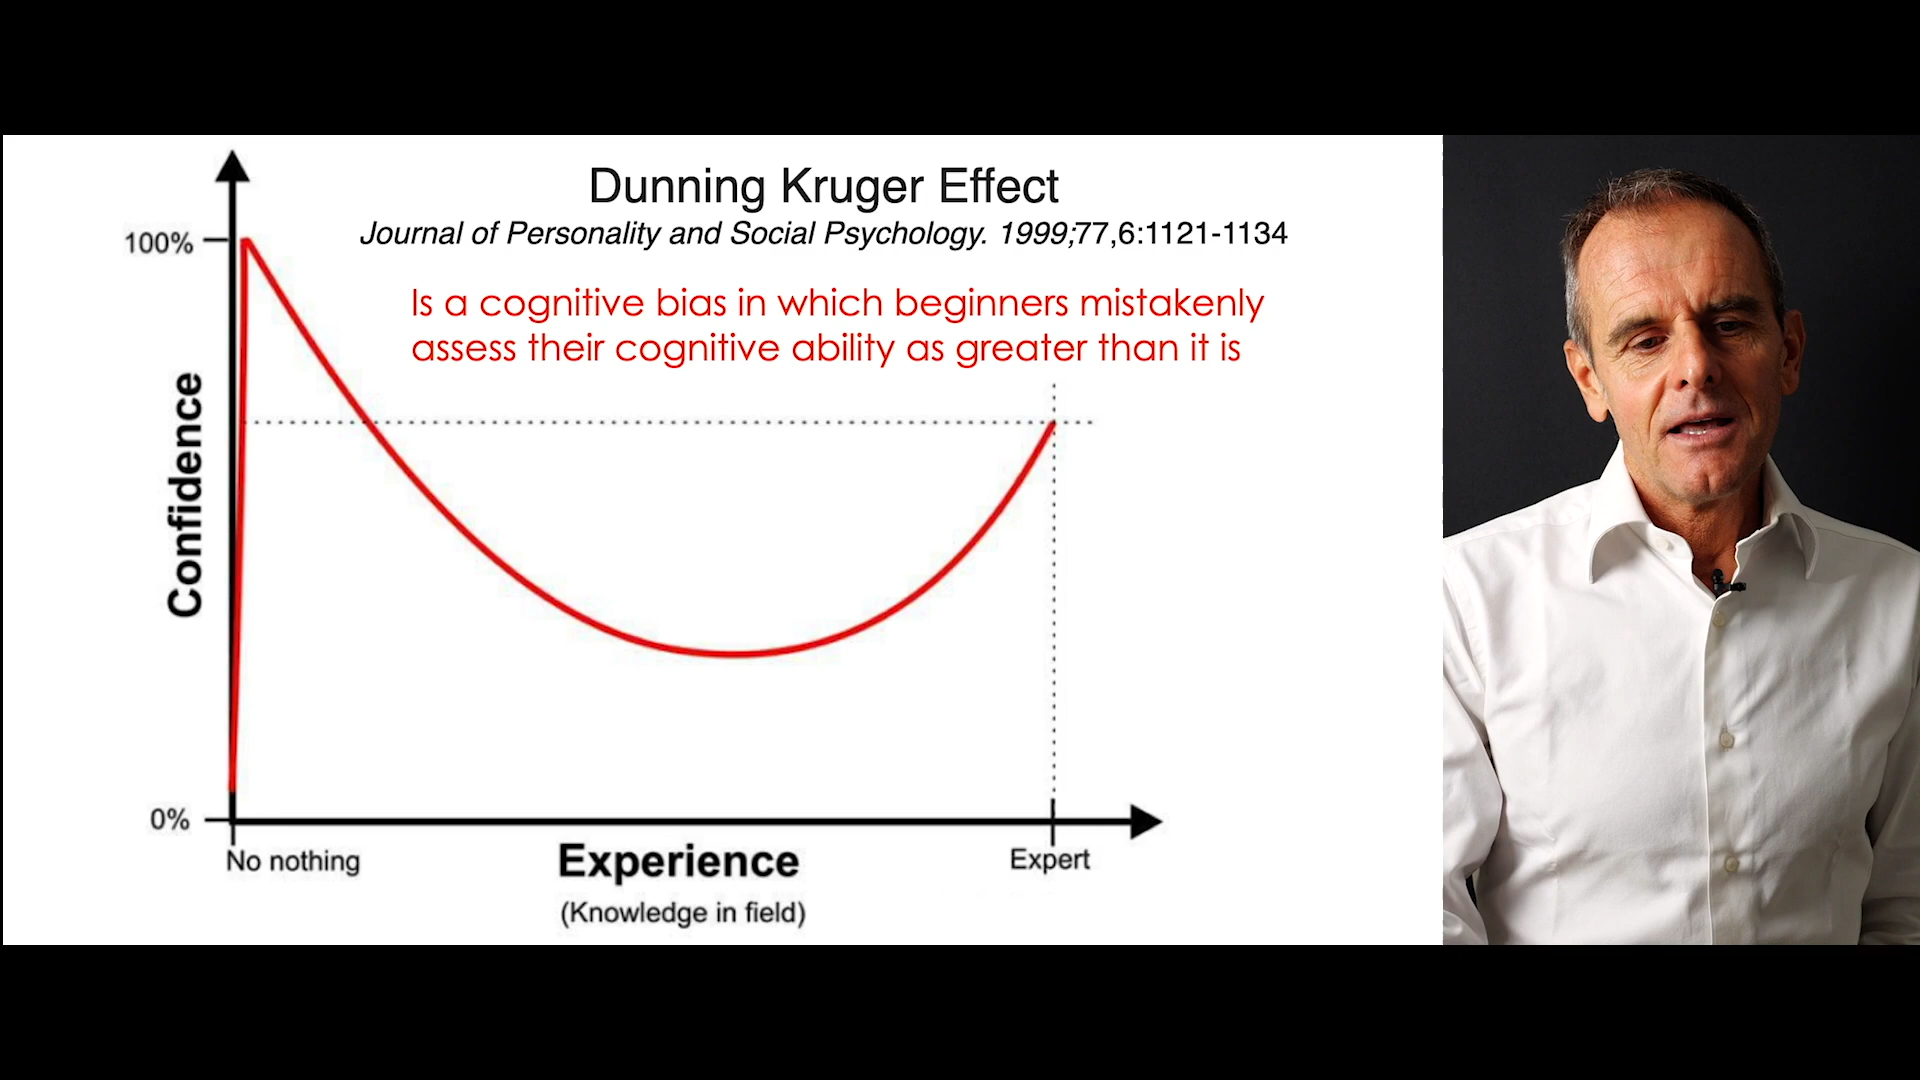 Dunning Kruger Effect
Journal of Personality and Social Psychology. 1999;77,6:1121-1134
Is a cognitive bias in which beginners mistakenly
assess their cognitive ability as greater than it is
100%
Confidence
0%
No nothing
Experience
Expert
(Knowledge in field)